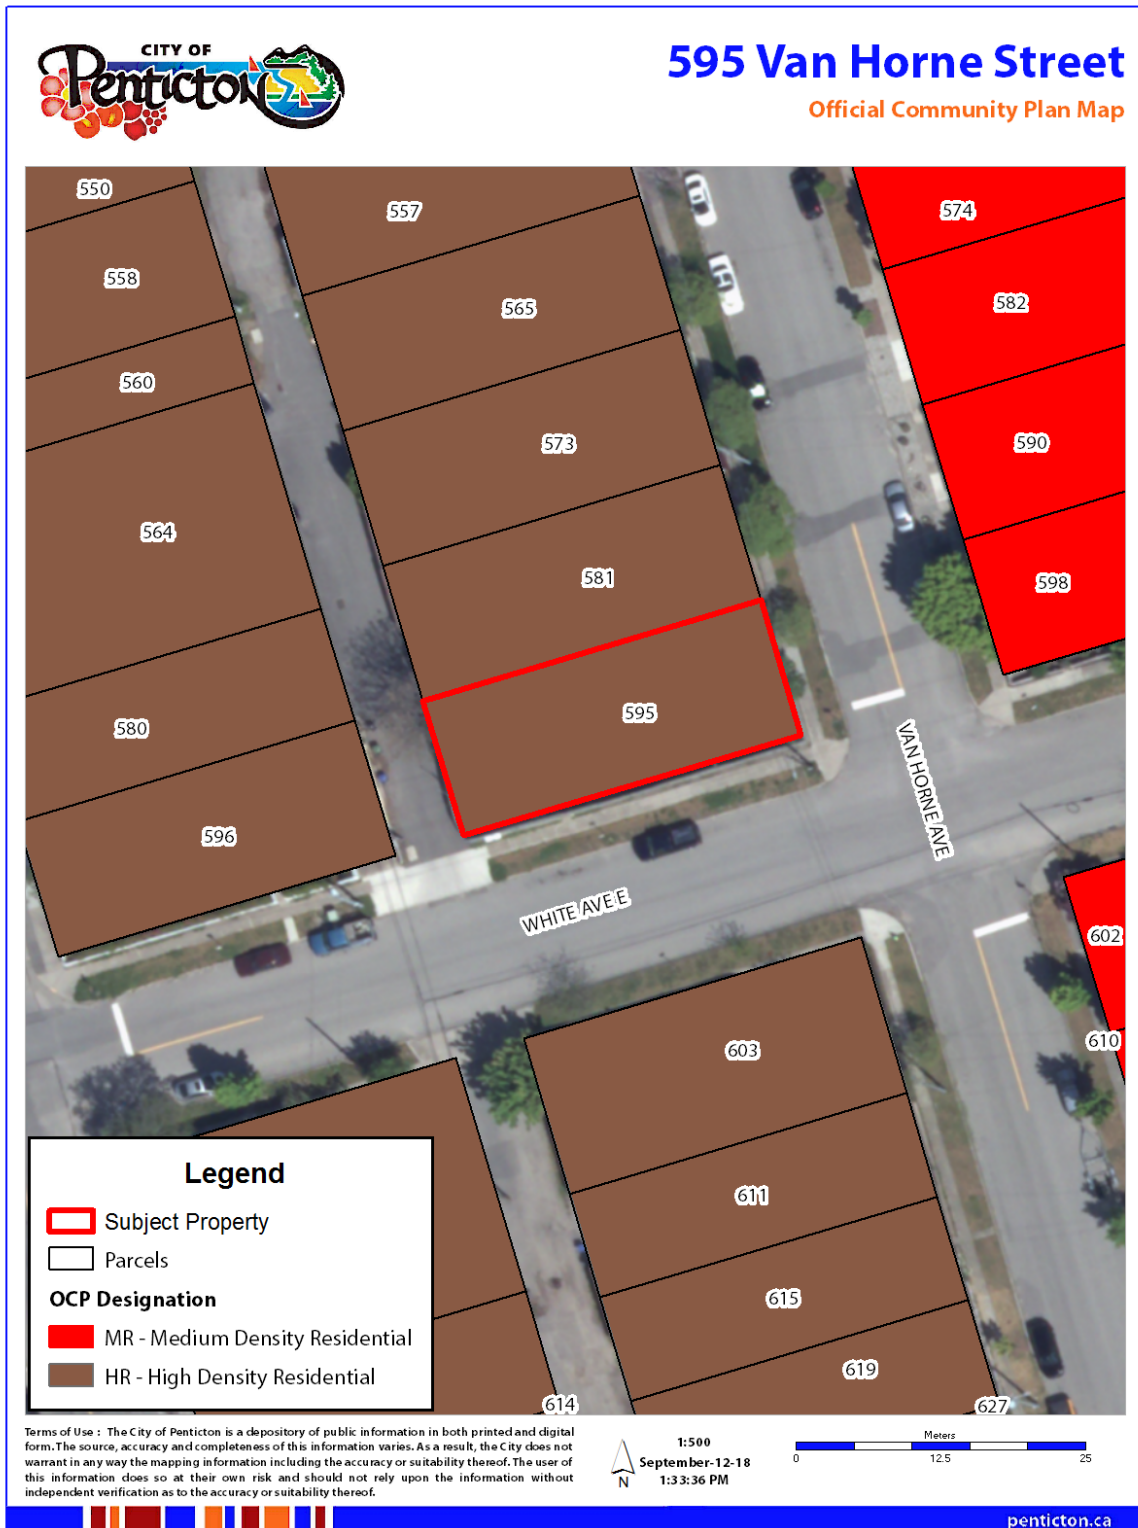 CITY OF
Penticton
595 Van Horne Street
Official Community Plan Map
550
557
574
558
565
582
560
573
590
564
581
598
595
580
VAN HORNE AVE
596
WHITE AVE E
602
603
610
611
615
619
614
627
Legend
Subject Property
Parcels
OCP Designation
MR - Medium Density Residential
HR - High Density Residential
Terms of Use : The City of Penticton is a depository of public information in both printed and digital
form. The source, accuracy and completeness of this information varies. As a result, the City does not
warrant in any way the mapping information including the accuracy or suitability thereof. The user of
this information does so at their own risk and should not rely upon the information without
independent verification as to the accuracy or suitability thereof.
N
1:500
September-12-18
1:33:36 PM
Meters
0 12.5 25
penticton.ca